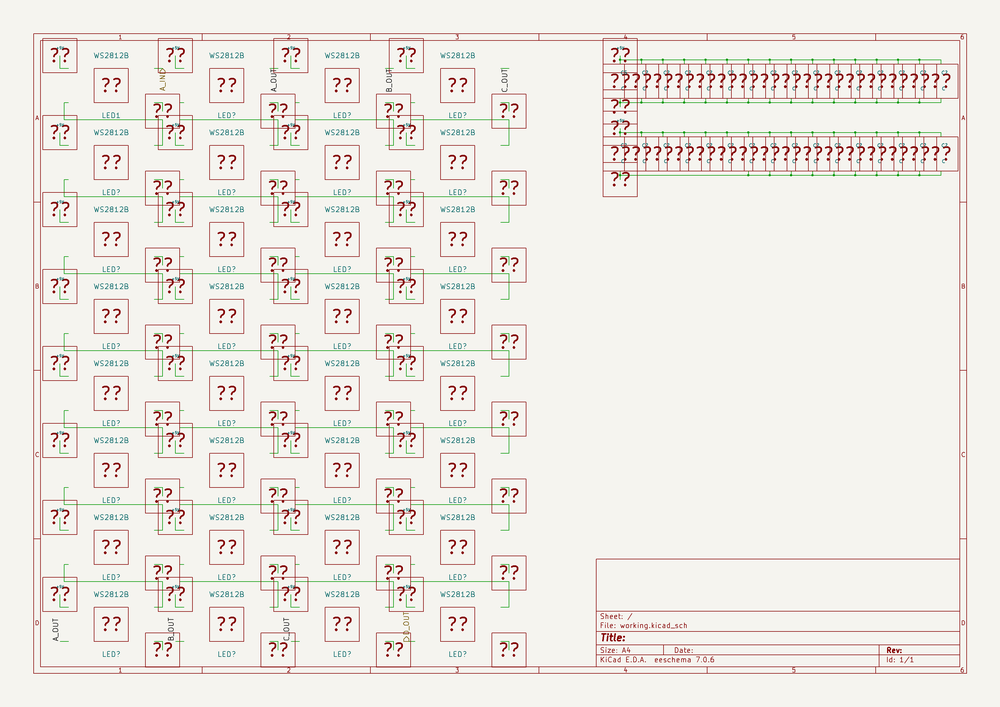 1 2 3 4 5 6
?? WS2812B ?? WS2812B ?? WS2812B ?? WS2812B ??
A_IN A_OUT B_OUT C_OUT
?? ?? ?? ??
LED1 ?? LED? ?? LED? ?? LED? ??
?? WS2812B ?? WS2812B ?? WS2812B ?? WS2812B
?? ?? ?? ??
LED? ?? LED? ?? LED? ?? LED? ??
?? WS2812B ?? WS2812B ?? WS2812B ?? WS2812B
?? ?? ?? ??
LED? ?? LED? ?? LED? ?? LED? ??
?? WS2812B ?? WS2812B ?? WS2812B ?? WS2812B
?? ?? ?? ??
LED? ?? LED? ?? LED? ?? LED? ??
?? WS2812B ?? WS2812B ?? WS2812B ?? WS2812B
?? ?? ?? ??
LED? ?? LED? ?? LED? ?? LED? ??
?? WS2812B ?? WS2812B ?? WS2812B ?? WS2812B
?? ?? ?? ??
LED? ?? LED? ?? LED? ?? LED? ??
?? WS2812B ?? WS2812B ?? WS2812B ?? WS2812B
?? ?? ?? ??
LED? ?? LED? ?? LED? ?? LED? ??
?? WS2812B ?? WS2812B ?? WS2812B ?? WS2812B
?? ?? ?? ??
A_OUT B_OUT C_OUT D_OUT
LED? ?? LED? ?? LED? ?? LED? ??
A A
B B
C C
D D
Sheet: /
File: working.kicad_sch
Title:
Size: A4 Date: Rev:
KiCad E.D.A. eeschema 7.0.6 Id: 1/1
1 2 3 4 5 6